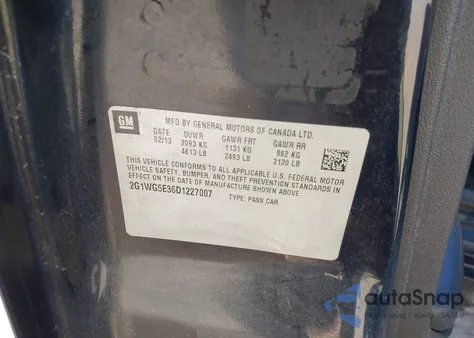 GM
MFD BY GENERAL MOTORS OF CANADA LTD.
DATE GVWR GAWR FRT GAWR RR
02/13 2093 KG 1131 KG 962 KG
4613 LB 2493 LB 2120 LB
THIS VEHICLE CONFORMS TO ALL APPLICABLE U.S. FEDERAL MOTOR
VEHICLE SAFETY, BUMPER, AND THEFT PREVENTION STANDARDS IN
EFFECT ON THE DATE OF MANUFACTURE SHOWN ABOVE.
2G1WG5E36D1227007
TYPE: PASS CAR
autoSnap